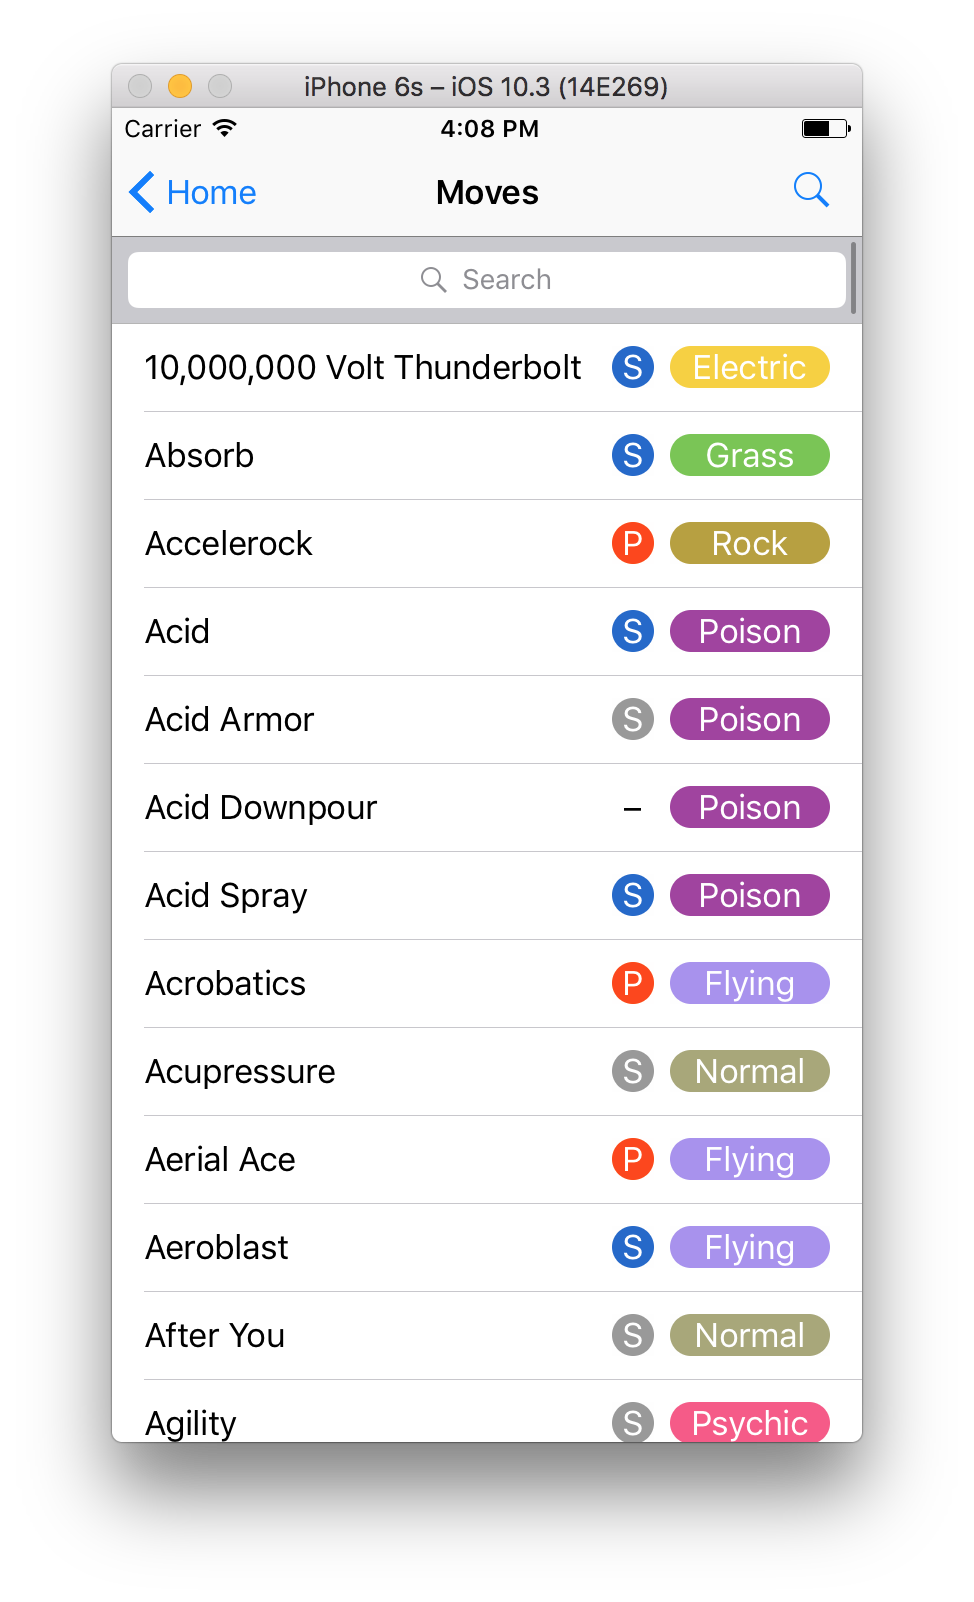 iPhone 6s – iOS 10.3 (14E269)
Carrier 4:08 PM
Home Moves
Search
10,000,000 Volt Thunderbolt S Electric
Absorb S Grass
Accelerock P Rock
Acid S Poison
Acid Armor S Poison
Acid Downpour – Poison
Acid Spray S Poison
Acrobatics P Flying
Acupressure S Normal
Aerial Ace P Flying
Aeroblast S Flying
After You S Normal
Agility S Psychic